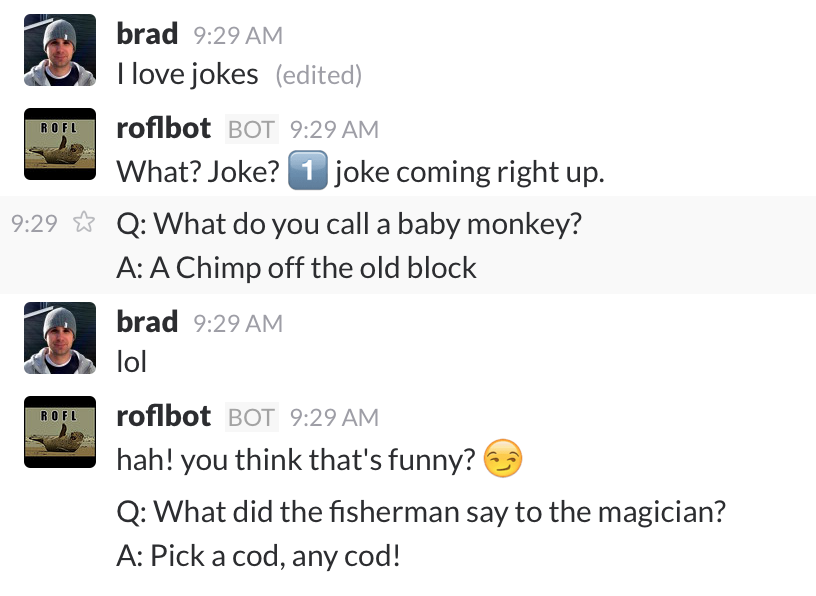 brad 9:29 AM
I love jokes (edited)
ROFL
roflbot BOT 9:29 AM
What? Joke? 1 joke coming right up.
9:29 Q: What do you call a baby monkey?
A: A Chimp off the old block
brad 9:29 AM
lol
ROFL
roflbot BOT 9:29 AM
hah! you think that's funny? 😏
Q: What did the fisherman say to the magician?
A: Pick a cod, any cod!